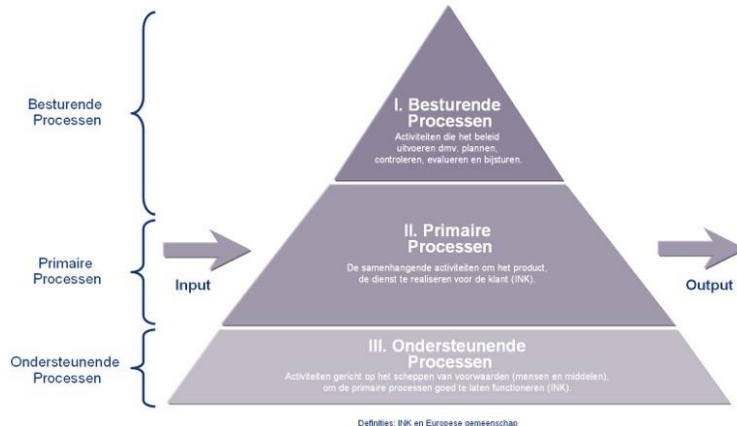 Besturende
Processen
I. Besturende
Processen
Activiteiten die het beleid
uitvoeren dmv. plannen,
controleren, evalueren en bijsturen.
Primaire
Processen
Input
II. Primaire
Processen
De samenhangende activiteiten om het product,
de dienst te realiseren voor de klant (INK).
Output
Ondersteunende
Processen
III. Ondersteunende
Processen
Activiteiten gericht op het scheppen van voorwaarden (mensen en middelen),
om de primaire processen goed te laten functioneren (INK).
Definities: INK en Europese gemeenschap